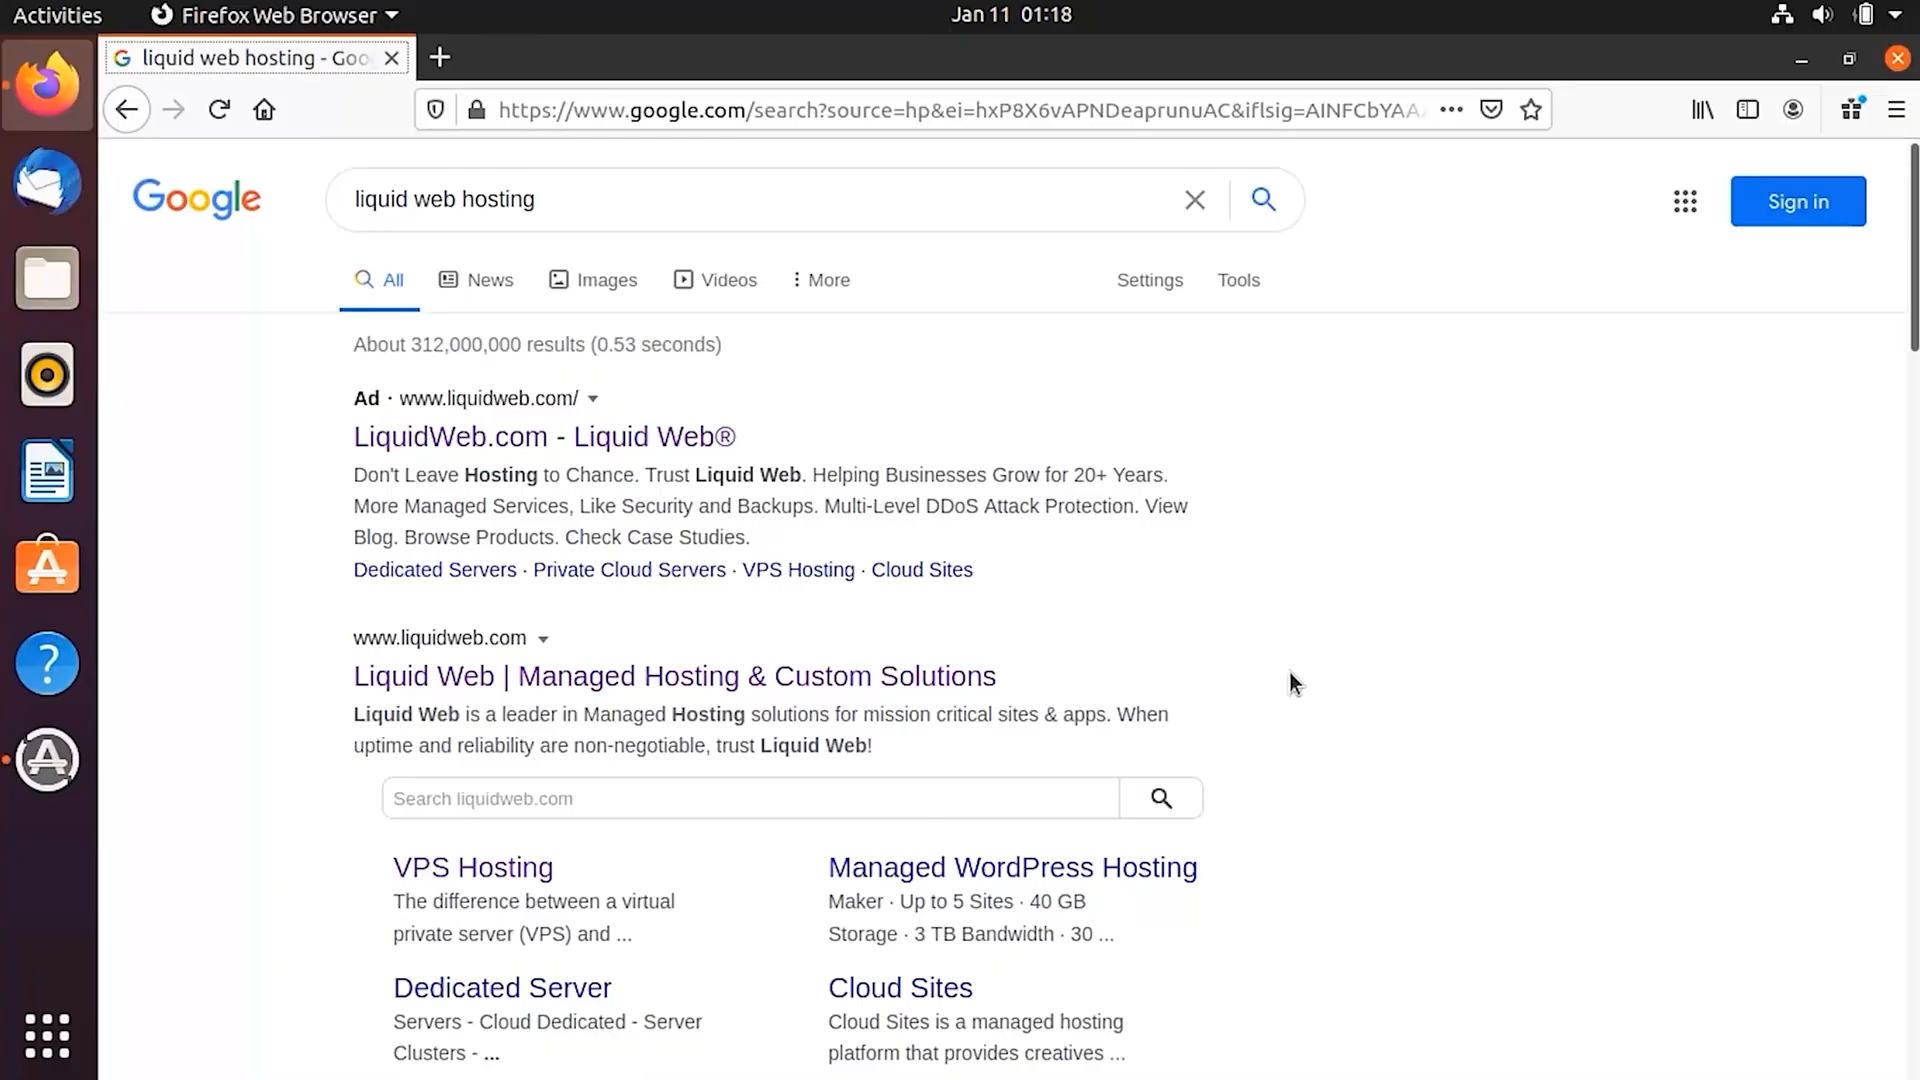 Activities
Firefox Web Browser
Jan 11 01:18
liquid web hosting - Goo
https://www.google.com/search?source=hp&ei=hxP8X6vAPNDeaprunuAC&iflsig=AINFCbYAA
Google
liquid web hosting
Sign in
All
News
Images
Videos
More
Settings
Tools
About 312,000,000 results (0.53 seconds)
Ad · www.liquidweb.com/
LiquidWeb.com - Liquid Web®
Don't Leave Hosting to Chance. Trust Liquid Web. Helping Businesses Grow for 20+ Years.
More Managed Services, Like Security and Backups. Multi-Level DDoS Attack Protection. View
Blog. Browse Products. Check Case Studies.
Dedicated Servers · Private Cloud Servers · VPS Hosting · Cloud Sites
www.liquidweb.com
Liquid Web | Managed Hosting & Custom Solutions
Liquid Web is a leader in Managed Hosting solutions for mission critical sites & apps. When
uptime and reliability are non-negotiable, trust Liquid Web!
Search liquidweb.com
VPS Hosting
The difference between a virtual
private server (VPS) and ...
Managed WordPress Hosting
Maker · Up to 5 Sites · 40 GB
Storage · 3 TB Bandwidth · 30 ...
Dedicated Server
Servers - Cloud Dedicated - Server
Clusters - ...
Cloud Sites
Cloud Sites is a managed hosting
platform that provides creatives ...